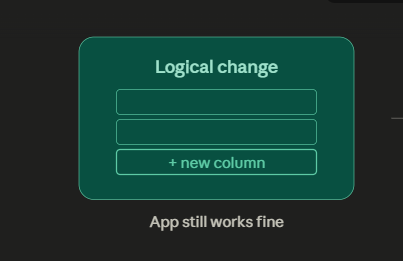 Logical change
+ new column
App still works fine